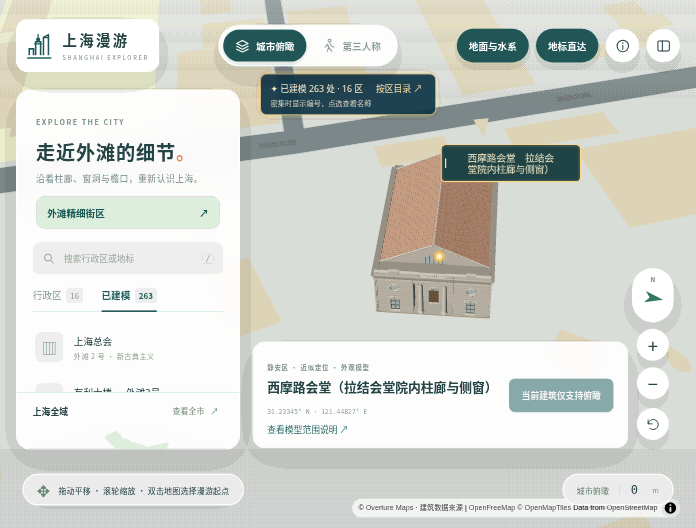 上海漫游
SHANGHAI EXPLORER
城市俯瞰
第三人称
地面与水系
地标直达
✦ 已建模 263 处 · 16 区 按区目录 ↗
密集时显示编号，点选查看名称
EXPLORE THE CITY
走近外滩的细节。
沿着柱廊、窗洞与檐口，重新认识上海。
外滩精细街区 ↗
搜索行政区或地标 /
行政区 16
已建模 263
上海总会
外滩 2 号 · 新古典主义
上海全域
查看全市 ↗
西摩路会堂（拉结会
堂院内柱廊与侧窗）
N
静安区 · 近似定位 · 外观模型
西摩路会堂（拉结会堂院内柱廊与侧窗）
31.23345° N · 121.44827° E
查看模型范围说明 ↗
当前建筑仅支持俯瞰
拖动平移 · 滚轮缩放 · 双击地图选择漫游起点
城市俯瞰 0 m
© Overture Maps · 建筑数据来源 | OpenFreeMap © OpenMapTiles Data from OpenStreetMap